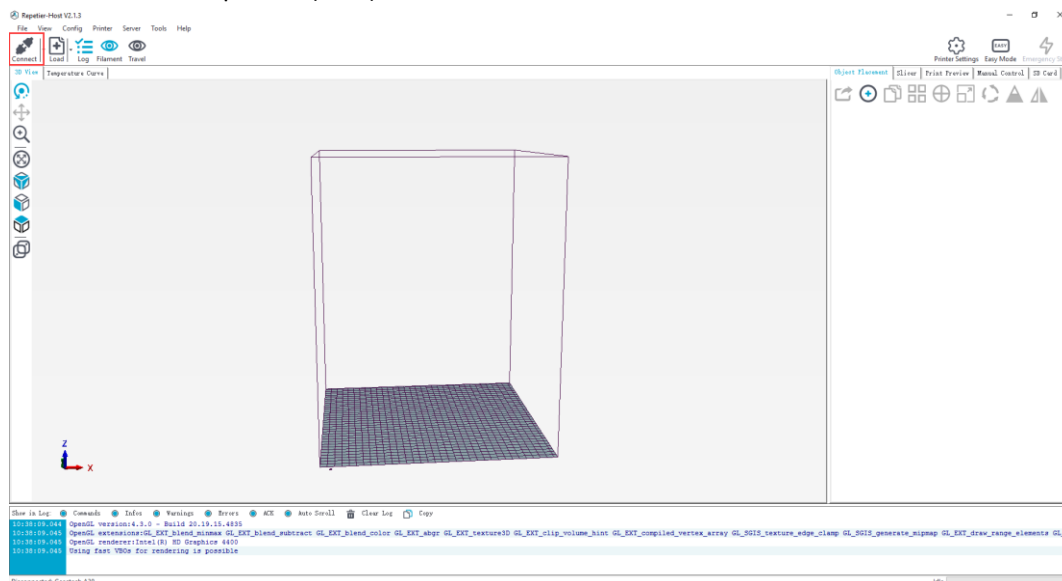 Repetier-Host V2.1.3
File View Config Printer Server Tools Help
Connect Load Log Filament Travel Printer Settings Easy Mode Emergency
EASY
3D View Temperature Curve Object Placement Slicer Print Preview Manual Control SD Card
Z
X
Show in Log: Commands Infos Warnings Errors ACK Auto Scroll Clear Log Copy
10:38:09.044 OpenGL version:4.3.0 - Build 20.19.15.4835
10:38:09.045 OpenGL extensions:GL_EXT_blend_minmax GL_EXT_blend_subtract GL_EXT_blend_color GL_EXT_abgr GL_EXT_texture3D GL_EXT_clip_volume_hint GL_EXT_compiled_vertex_array GL_SGIS_texture_edge_clamp GL_SGIS_generate_mipmap GL_EXT_draw_range_elements
10:38:09.045 OpenGL renderer:Intel(R) HD Graphics 4400
10:38:09.045 Using fast VBOs for rendering is possible